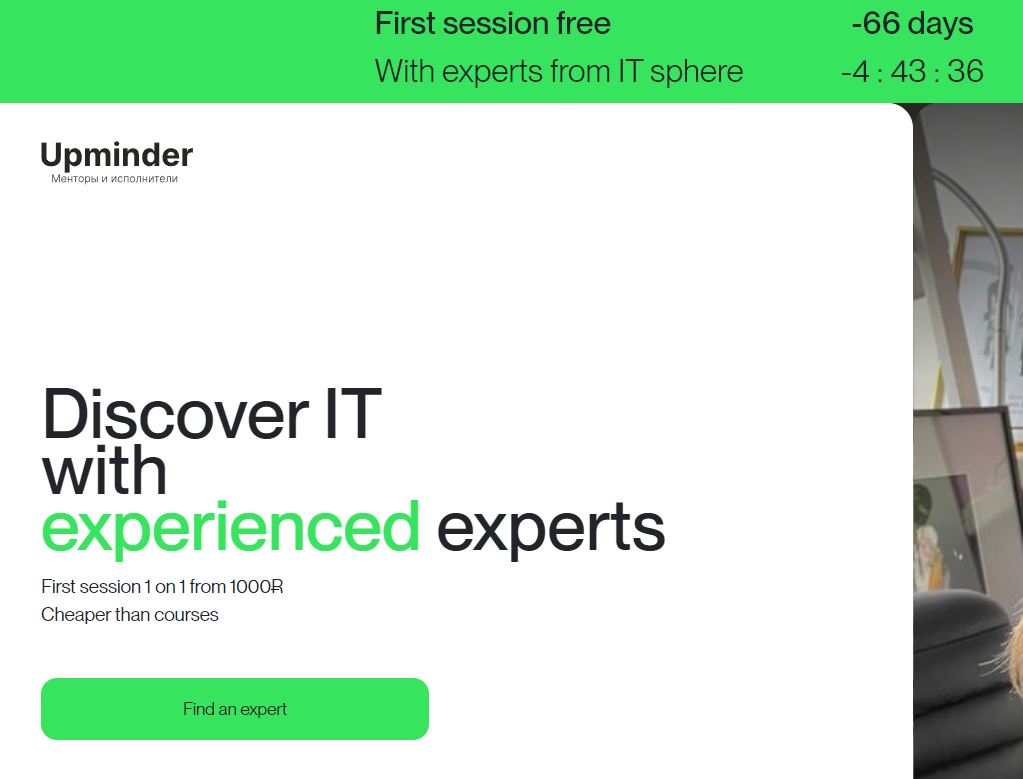 First session free
-66 days
With experts from IT sphere
-4 : 43 : 36
Upminder
Менторы и исполнители
Discover IT
with
experienced experts
First session 1 on 1 from 1000ꝶ
Cheaper than courses
Find an expert